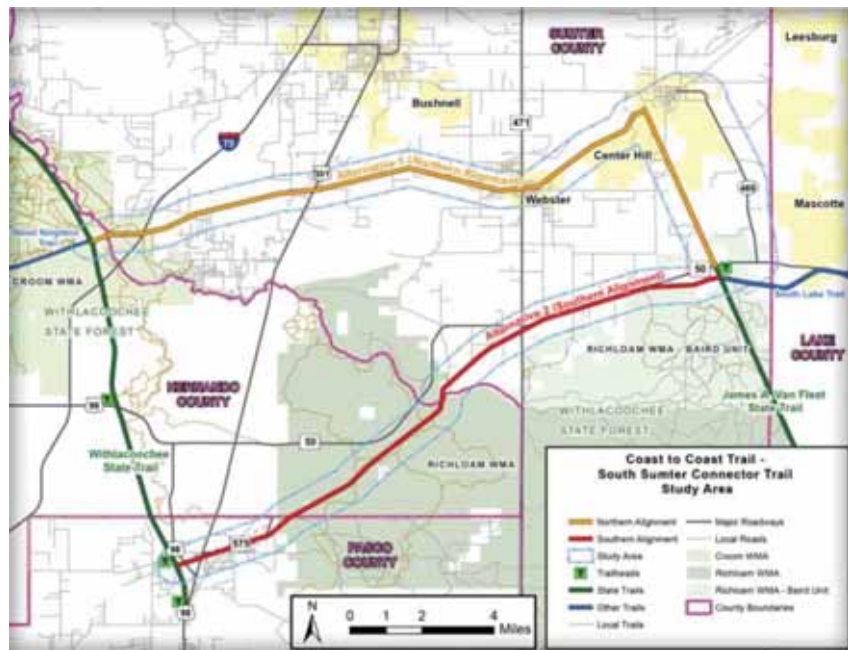 SUMTER
COUNTY
Leesburg
Bushnell
471
75
301
Alternative 1 (Northern
Center Hill
Webster
469
Mascotte
Trail
CROOM WMA
50
South Lake Trail
Alternative 2 (Southern Alignment)
WITHLACOOCHEE
STATE FOREST
RICHLOAM WMA - BAIRD UNIT
LAKE
COUNTY
HERNANDO
COUNTY
James A. Van Fleet
State Trail
WITHLACOOCHEE
STATE FOREST
98
50
Withlacoochee
State Trail
RICHLOAM WMA
575
98
PASCO
COUNTY
98
N
0 1 2 4
Miles
Coast to Coast Trail -
South Sumter Connector Trail
Study Area
Northern Alignment
Southern Alignment
Study Area
T Trailheads
State Trails
Other Trails
Local Trails
Major Roadways
Local Roads
Croom WMA
Richloam WMA
Richloam WMA - Baird Unit
County Boundaries